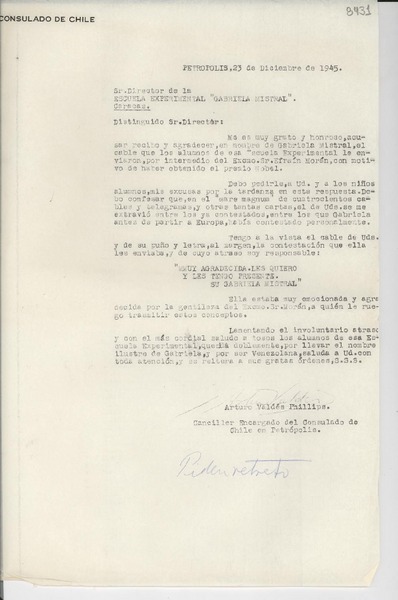 8431
CONSULADO DE CHILE
PETROPOLIS, 23 de Diciembre de 1945.
Sr. Director de la
ESCUELA EXPERIMENTAL "GABRIELA MISTRAL".
Caracas.
Distinguido Sr. Director:
Me es muy grato y honroso, acu-
sar recibo y agradecer, en nombre de Gabriela Mistral, el
cable que los alumnos de esa Escuela Experimental le en-
viaron, por intermedio del Excmo. Sr. Efraín Morán, con moti-
vo de haber obtenido el premio Nobel.
Debo pedirle, a Ud. y a los niños
alumnos, mis excusas por la tardanza en esta respuesta. De-
bo confesar que, en el mare magnum de cuatrocientos ca-
bles y telegramas, y otras tantas cartas, el de Uds. se me
extravió entre los ya contestados, entre los que Gabriela
antes de partir a Europa, había contestado personalmente.
Tengo a la vista el cable de Uds.
y de su puño y letra, al margen, la contestación que ella
les enviaba, y de cuyo atraso soy responsable:
"MUY AGRADECIDA. LES QUIERO
Y LES TENGO PRESENTE.
SU GABRIELA MISTRAL"
Ella estaba muy emocionada y agra-
decida por la gentileza del Excmo. Sr. Morán, a quién le rue-
go transmitir estos conceptos.
Lamentando el involuntario atraso
y con el más cordial saludo a todos los alumnos de esa Es-
cuela Experimental, querida doblemente, por llevar el nombre
ilustre de Gabriela, y por ser Venezolana, saluda a Ud. con
toda atención, y se reitera a sus gratas órdenes, S.S.S.
Arturo Valdés Phillips.
Canciller Encargado del Consulado de
Chile en Petrópolis.
Piden retrato